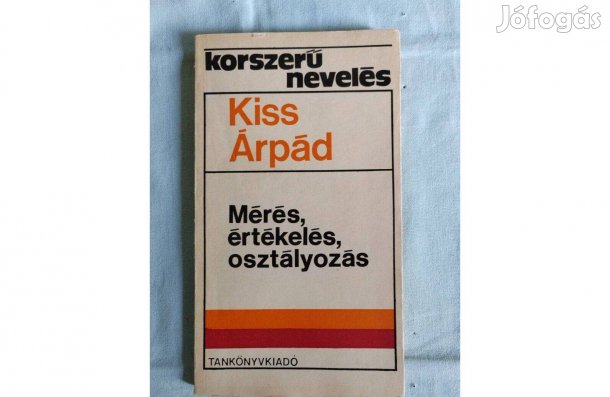 Jófogás
korszerű
nevelés
Kiss
Árpád
Mérés,
értékelés,
osztályozás
TANKÖNYVKIADÓ